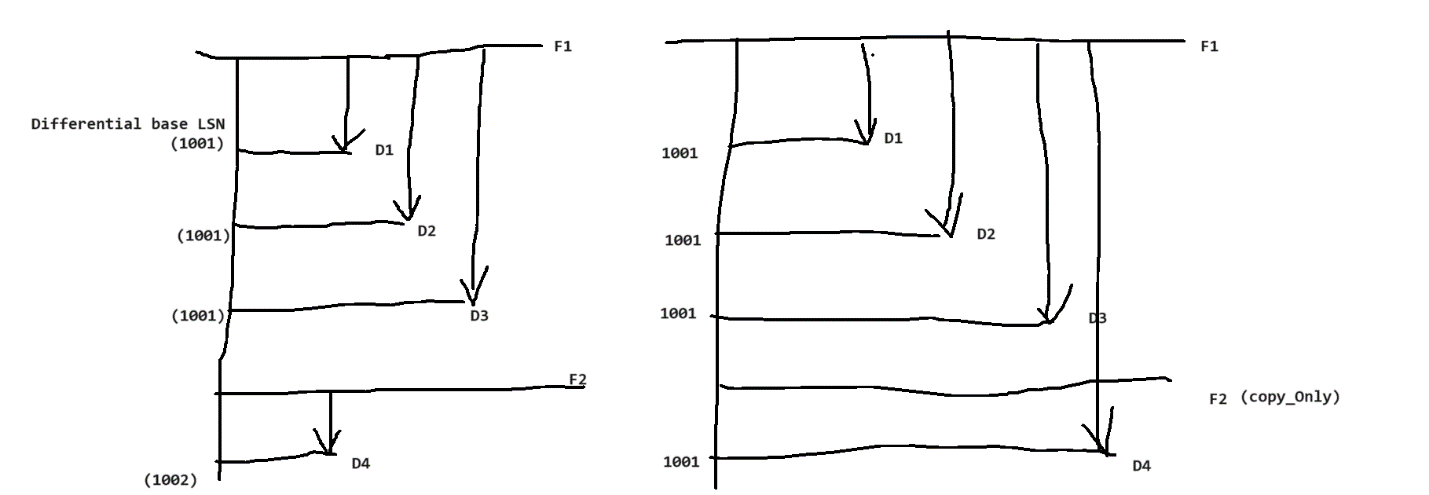 F1
Differential base LSN
(1001)
D1
(1001)
D2
(1001)
D3
F2
(1002)
D4
F1
1001
D1
1001
D2
1001
D3
F2 (copy_Only)
1001
D4